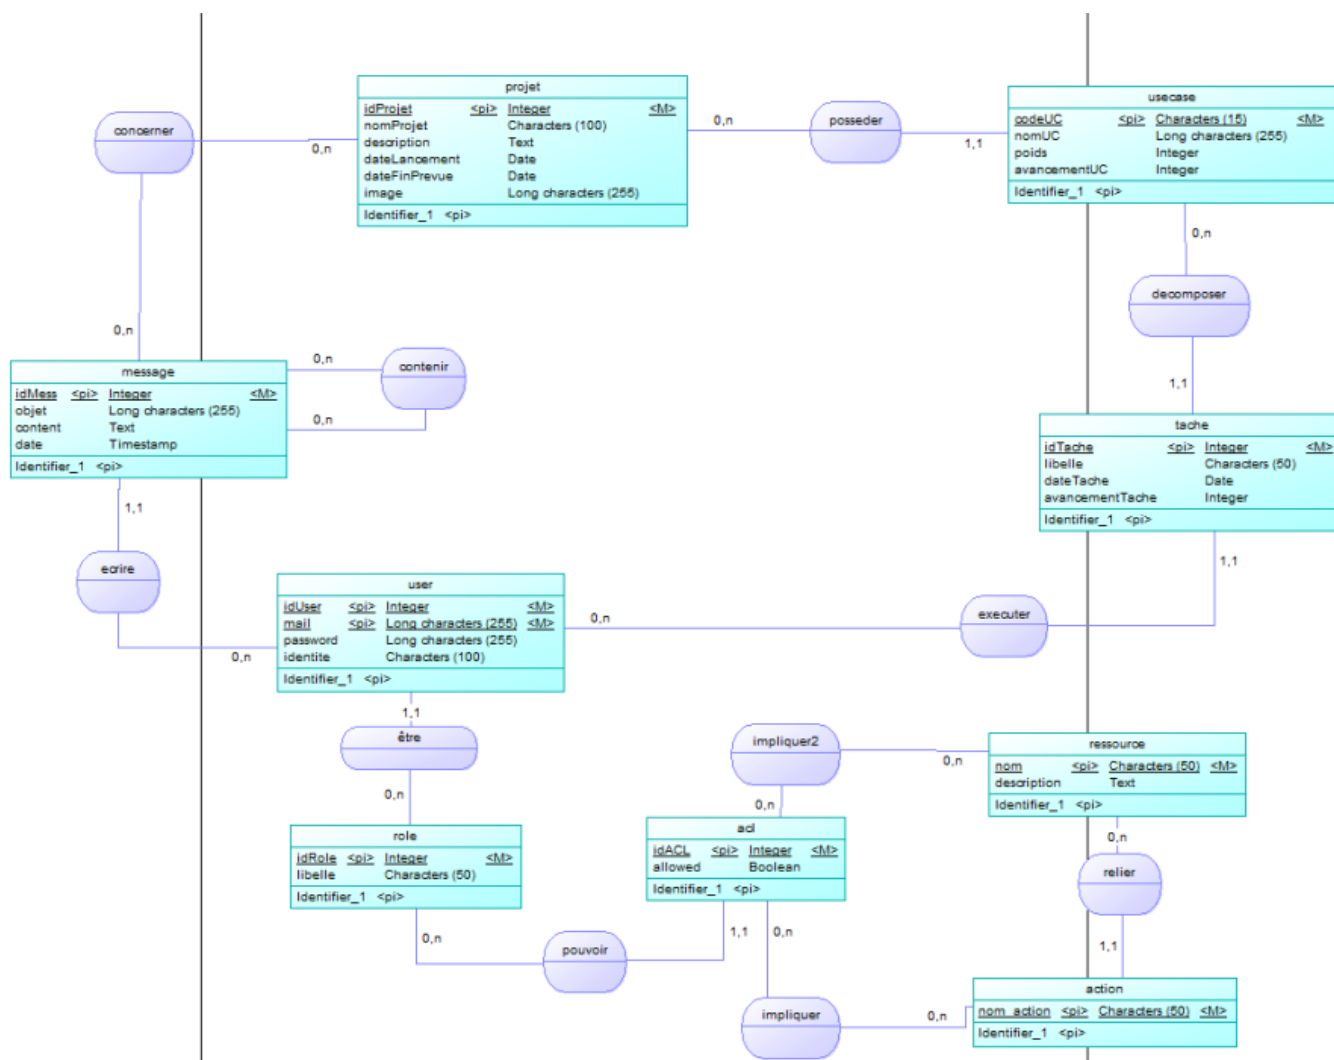 projet
idProjet <pi> Integer <M>
nomProjet Characters (100)
description Text
dateLancement Date
dateFinPrevue Date
image Long characters (255)
Identifier_1 <pi>
usecase
codeUC <pi> Characters (15) <M>
nomUC Long characters (255)
poids Integer
avancementUC Integer
Identifier_1 <pi>
concerner
0,n
0,n
posseder
0,n
1,1
0,n
decomposer
1,1
message
idMess <pi> Integer <M>
objet Long characters (255)
content Text
date Timestamp
Identifier_1 <pi>
0,n
contenir
0,n
tache
idTache <pi> Integer <M>
libelle Characters (50)
dateTache Date
avancementTache Integer
Identifier_1 <pi>
1,1
ecrire
0,n
user
idUser <pi> Integer <M>
mail <pi> Long characters (255) <M>
password Long characters (255)
identite Characters (100)
Identifier_1 <pi>
0,n
executer
1,1
1,1
être
0,n
impliquer2
0,n
0,n
ressource
nom <pi> Characters (50) <M>
description Text
Identifier_1 <pi>
role
idRole <pi> Integer <M>
libelle Characters (50)
Identifier_1 <pi>
acl
idACL <pi> Integer <M>
allowed Boolean
Identifier_1 <pi>
0,n
relier
1,1
0,n
pouvoir
1,1
0,n
impliquer
0,n
action
nom_action <pi> Characters (50) <M>
Identifier_1 <pi>